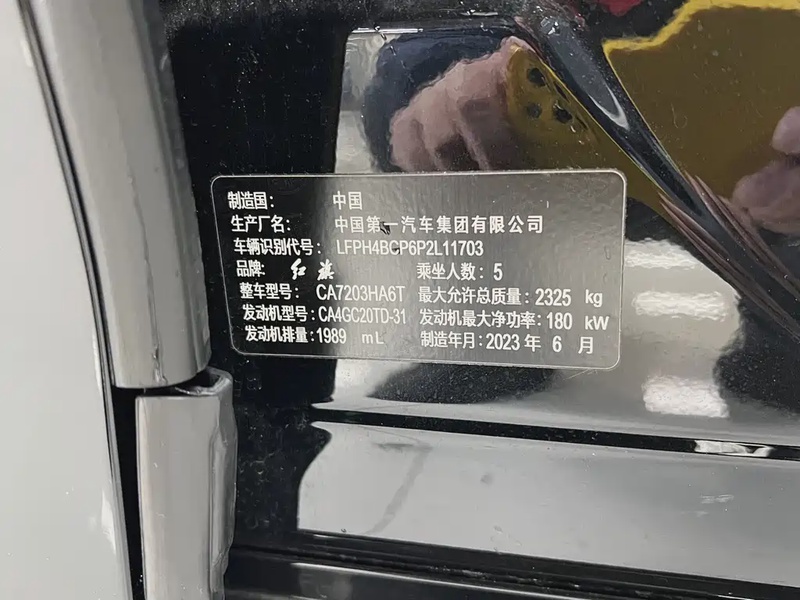 制造国： 中国
生产厂名： 中国第一汽车集团有限公司
车辆识别代号： LFPH4BCP6P2L11703
品牌： 红旗 乘坐人数：5
整车型号： CA7203HA6T 最大允许总质量：2325 kg
发动机型号：CA4GC20TD-31 发动机最大净功率：180 kW
发动机排量：1989 mL 制造年月：2023 年 6 月